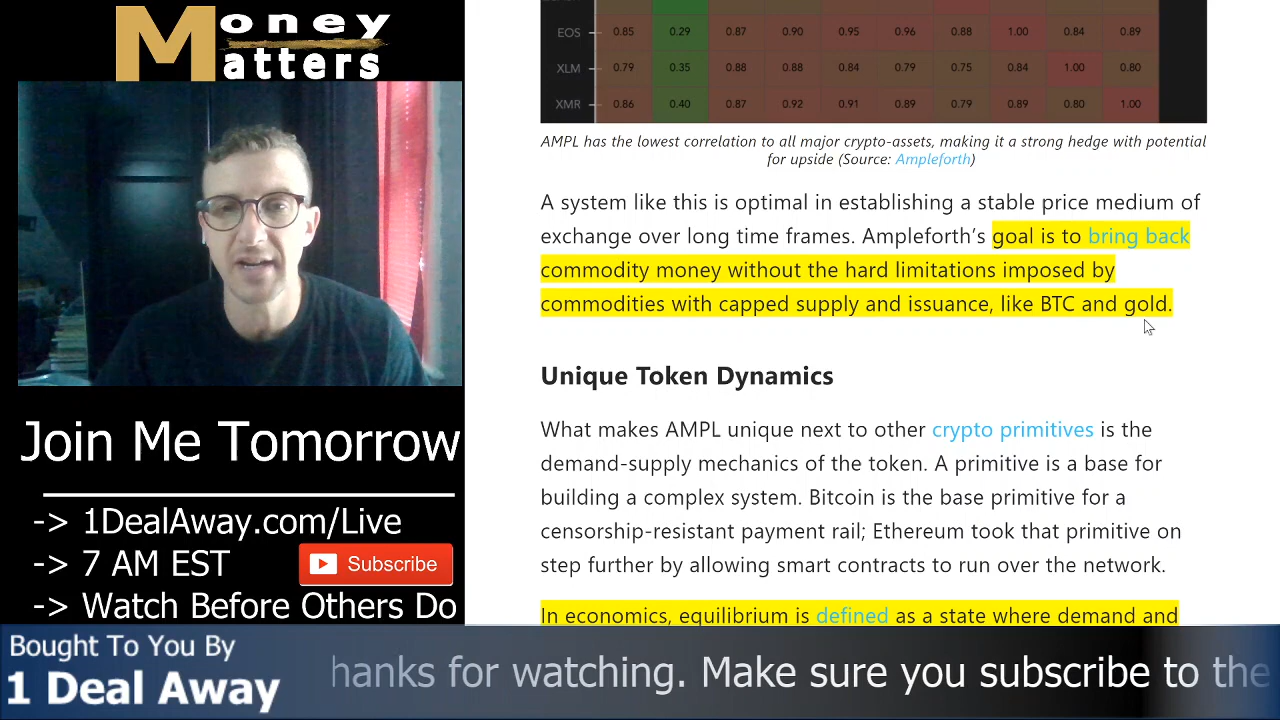 Money
Matters
EOS 0.85 0.29 0.87 0.90 0.95 0.96 0.88 1.00 0.84 0.89
XLM 0.79 0.35 0.88 0.88 0.84 0.79 0.75 0.84 1.00 0.80
XMR 0.86 0.40 0.87 0.92 0.91 0.89 0.79 0.89 0.80 1.00
AMPL has the lowest correlation to all major crypto-assets, making it a strong hedge with potential
for upside (Source: Ampleforth)
A system like this is optimal in establishing a stable price medium of
exchange over long time frames. Ampleforth’s goal is to bring back
commodity money without the hard limitations imposed by
commodities with capped supply and issuance, like BTC and gold.
Unique Token Dynamics
What makes AMPL unique next to other crypto primitives is the
demand-supply mechanics of the token. A primitive is a base for
building a complex system. Bitcoin is the base primitive for a
censorship-resistant payment rail; Ethereum took that primitive on
step further by allowing smart contracts to run over the network.
In economics, equilibrium is defined as a state where demand and
Join Me Tomorrow
-> 1DealAway.com/Live
-> 7 AM EST
Subscribe
-> Watch Before Others Do
Bought To You By
1 Deal Away
hanks for watching. Make sure you subscribe to the